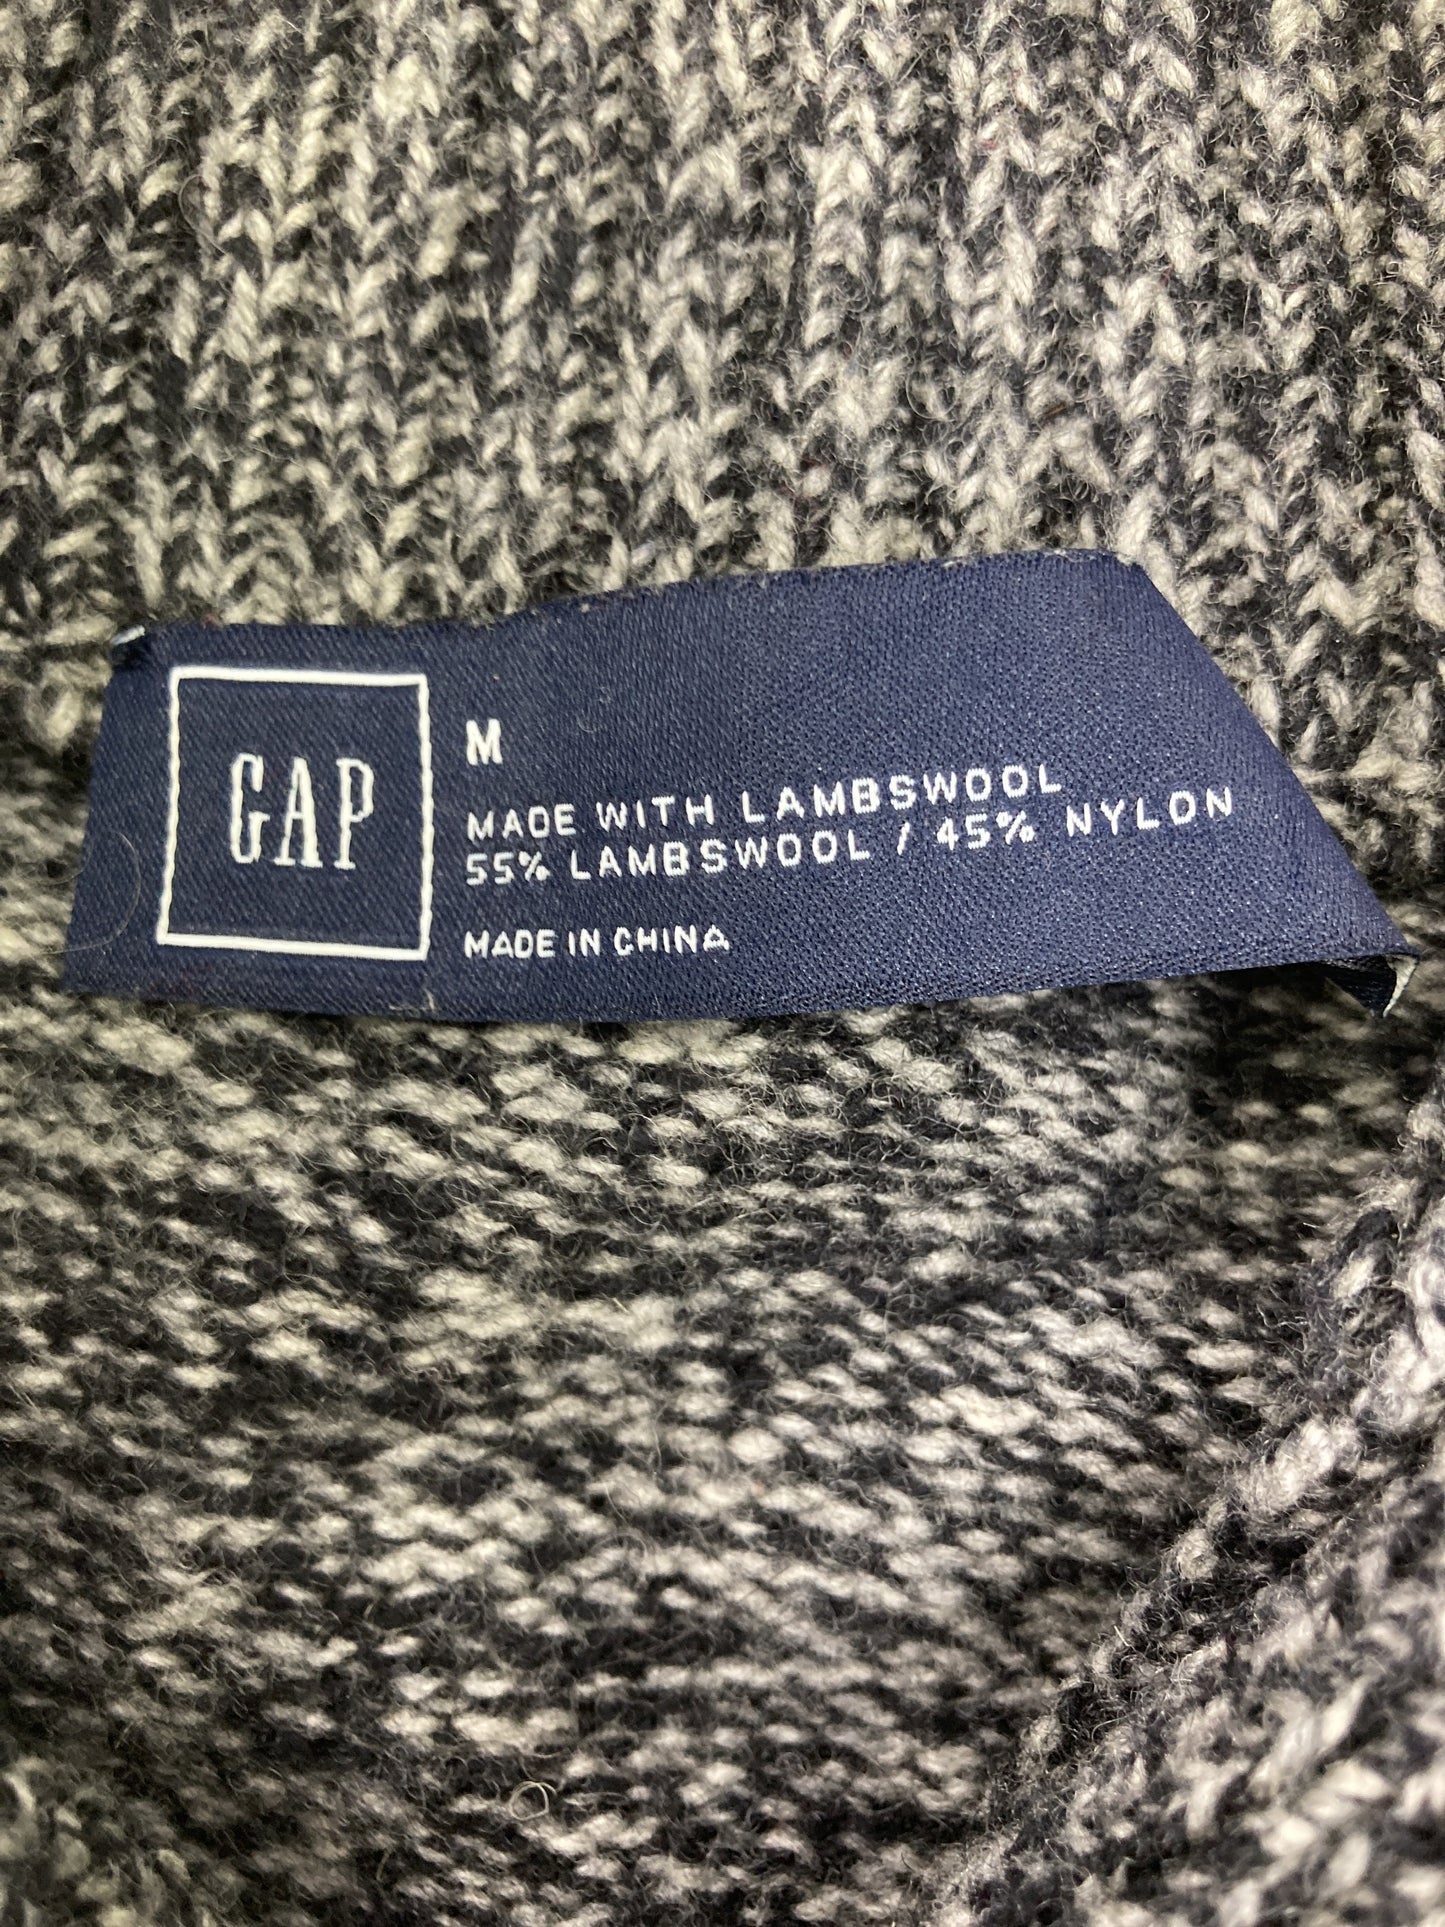 GAP
M
MADE WITH LAMBSWOOL
55% LAMBSWOOL / 45% NYLON
MADE IN CHINA